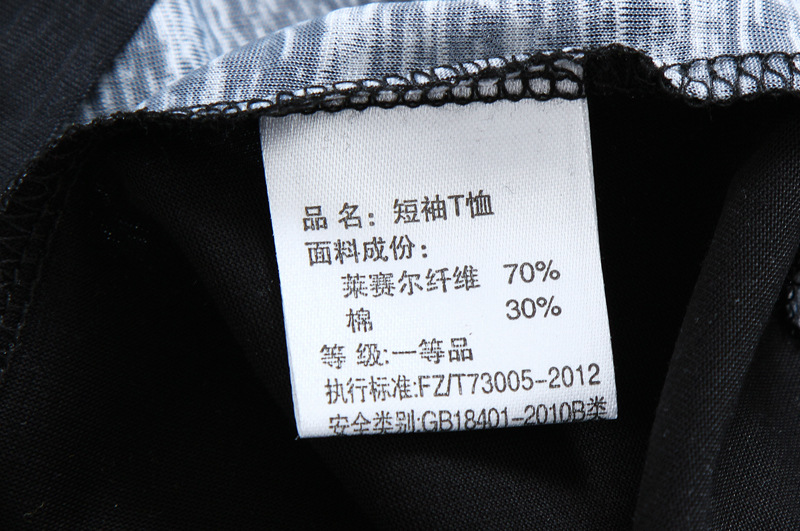 品 名：短袖T恤
面料成份：
莱赛尔纤维 70%
棉 30%
等 级:一等品
执行标准:FZ/T73005-2012
安全类别:GB18401-2010B类